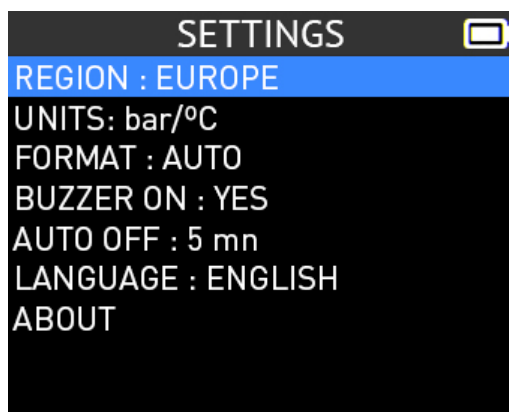 SETTINGS
REGION : EUROPE
UNITS: bar/ºC
FORMAT : AUTO
BUZZER ON : YES
AUTO OFF : 5 mn
LANGUAGE : ENGLISH
ABOUT